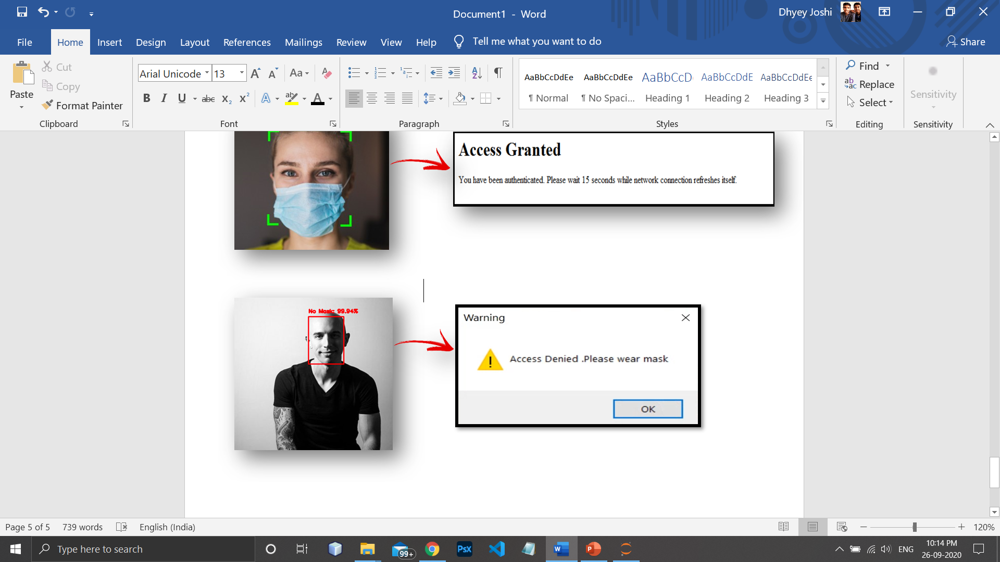 Document1 - Word
Dhyey Joshi
File Home Insert Design Layout References Mailings Review View Help Tell me what you want to do Share
Paste
Cut
Copy
Format Painter
Clipboard
Arial Unicode 13
Font
Paragraph
AaBbCcDdEe AaBbCcDdEe AaBbCcD AaBbCcDdE AaBbCcDdEe
¶ Normal ¶ No Spaci... Heading 1 Heading 2 Heading 3
Styles
Find
Replace
Select
Editing
Sensitivity
Sensitivity
Access Granted
You have been authenticated. Please wait 15 seconds while network connection refreshes itself.
No Mask: 99.94%
Warning
Access Denied .Please wear mask
OK
Page 5 of 5 739 words English (India) 120%
Type here to search
99+
PsX
ENG
10:14 PM
26-09-2020